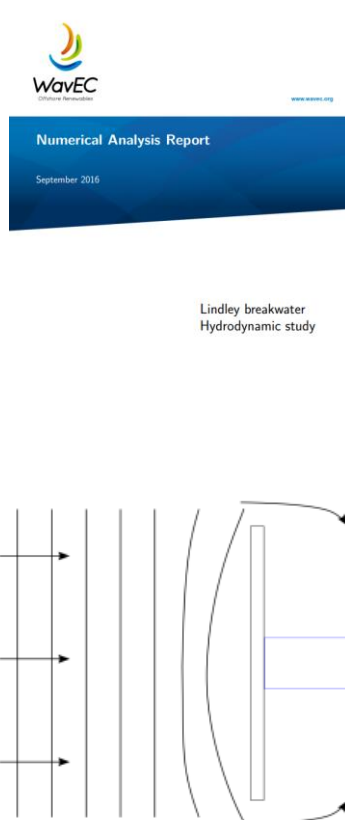 WavEC
Offshore Renewables
www.wavec.org
Numerical Analysis Report
September 2016
Lindley breakwater
Hydrodynamic study